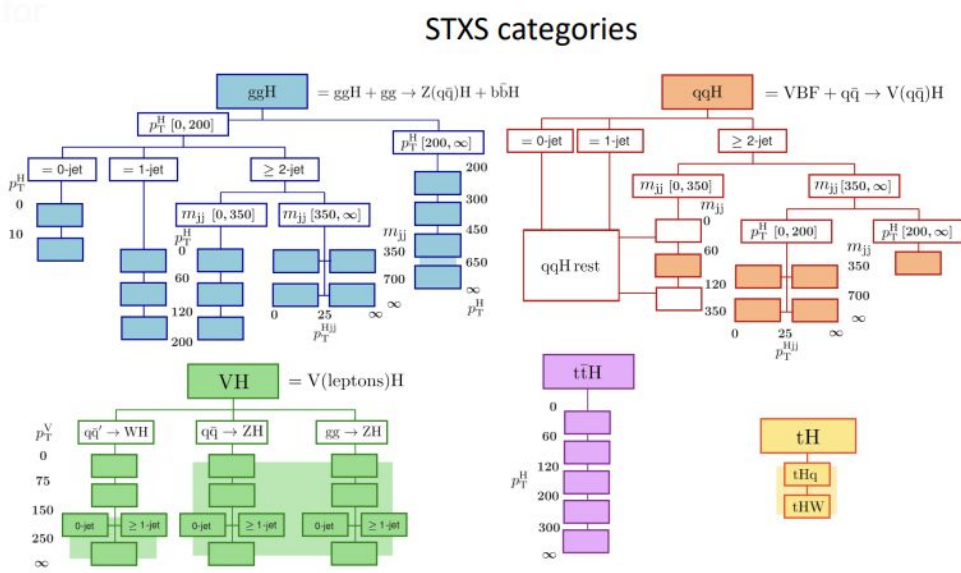 for
STXS categories
ggH = ggH + gg → Z(qq̄)H + bb̄H
p_T^H [0, 200]
p_T^H [200, ∞]
= 0-jet
= 1-jet
≥ 2-jet
p_T^H
0
10
m_jj [0, 350]
m_jj [350, ∞]
p_T^H
0
60
120
200
m_jj
350
700
∞
0 25 ∞
p_T^Hjj
200
300
450
650
∞
p_T^H
qqH = VBF + qq̄ → V(qq̄)H
= 0-jet
= 1-jet
≥ 2-jet
m_jj [0, 350]
m_jj [350, ∞]
qqH rest
m_jj
0
60
120
350
p_T^H [0, 200]
p_T^H [200, ∞]
m_jj
350
700
∞
0 25 ∞
p_T^Hjj
VH = V(leptons)H
p_T^V
qq̄′ → WH
qq̄ → ZH
gg → ZH
0
75
150
250
∞
0-jet ≥ 1-jet
0-jet ≥ 1-jet
0-jet ≥ 1-jet
tt̄H
p_T^H
0
60
120
200
300
∞
tH
tHq
tHW